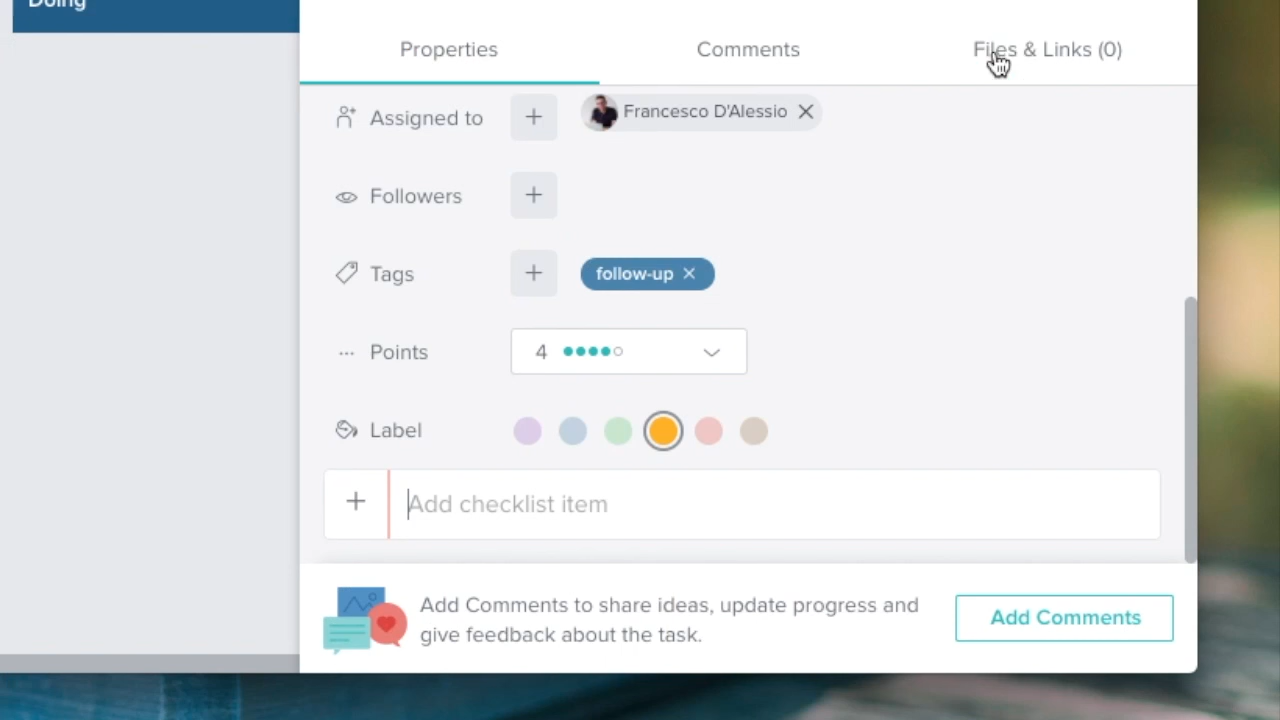 Doing
Properties
Comments
Files & Links (0)
Assigned to
Francesco D'Alessio
Followers
Tags
follow-up
Points
4
Label
Add checklist item
Add Comments to share ideas, update progress and
give feedback about the task.
Add Comments